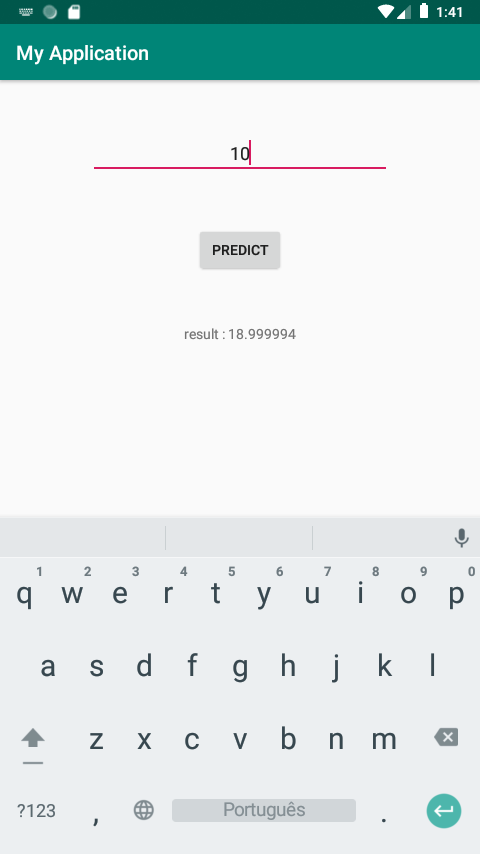 1:41
My Application
10
PREDICT
result : 18.999994
1 2 3 4 5 6 7 8 9 0
q w e r t y u i o p
a s d f g h j k l
z x c v b n m
?123 , Português .